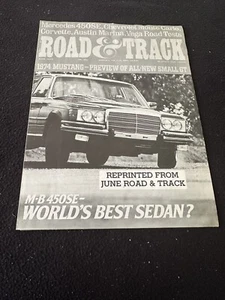 Mercedes 450SE, Chevrolet Monte Carlo,
Corvette, Austin Marina, Vega Road Tests
ROAD & TRACK
1974 MUSTANG - PREVIEW OF ALL-NEW SMALL
REPRINTED FROM
JUNE ROAD & TRACK
M-B 450SE-
WORLD'S BEST SEDAN?